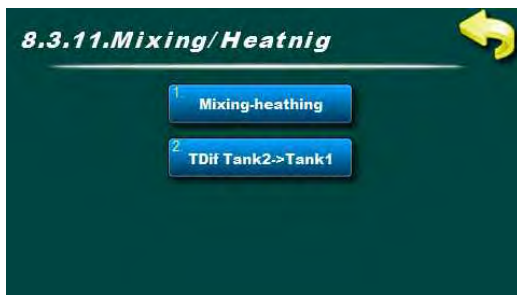 8.3.11.Mixing/Heatnig
1. Mixing-heathing
2. TDif Tank2->Tank1